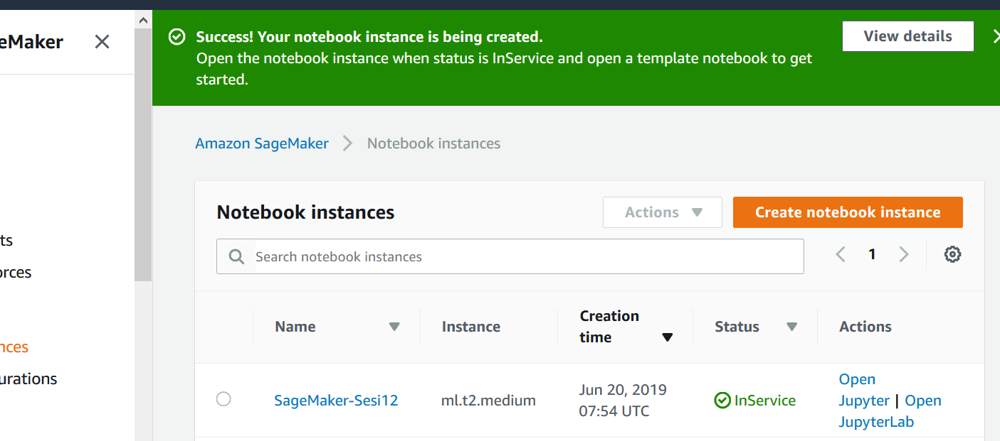 eMaker
Success! Your notebook instance is being created.
Open the notebook instance when status is InService and open a template notebook to get
started.
View details
Amazon SageMaker
Notebook instances
Notebook instances
Actions
Create notebook instance
Search notebook instances
1
ts
orces
nces
urations
Name
Instance
Creation
time
Status
Actions
SageMaker-Sesi12
ml.t2.medium
Jun 20, 2019
07:54 UTC
InService
Open
Jupyter | Open
JupyterLab